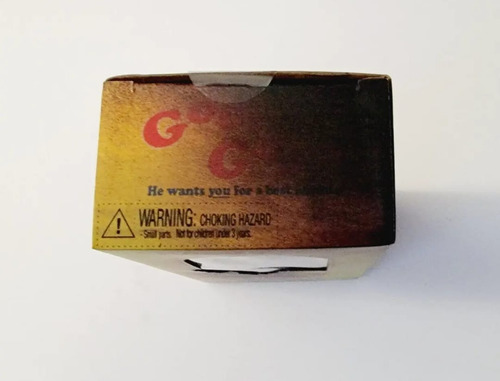 He wants you for a best
WARNING: CHOKING HAZARD
Small parts. Not for children under 3 years.